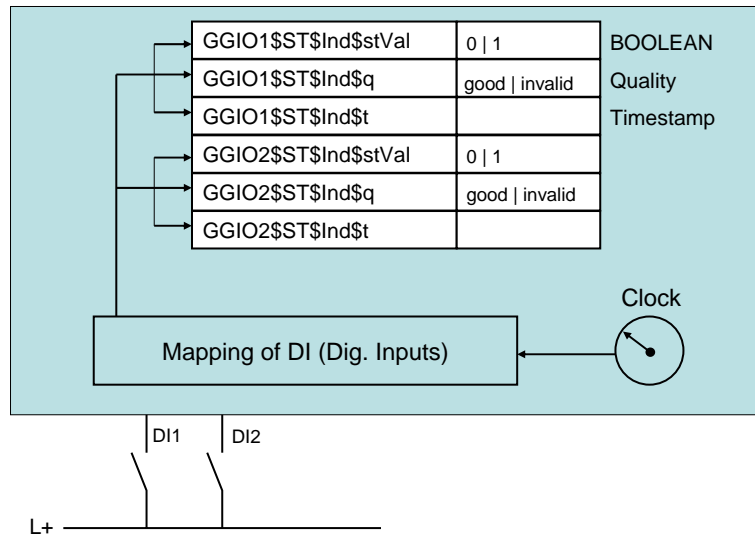 GGIO1$ST$Ind$stVal 0 | 1 BOOLEAN
GGIO1$ST$Ind$q good | invalid Quality
GGIO1$ST$Ind$t Timestamp
GGIO2$ST$Ind$stVal 0 | 1
GGIO2$ST$Ind$q good | invalid
GGIO2$ST$Ind$t
Clock
Mapping of DI (Dig. Inputs)
DI1 DI2
L+